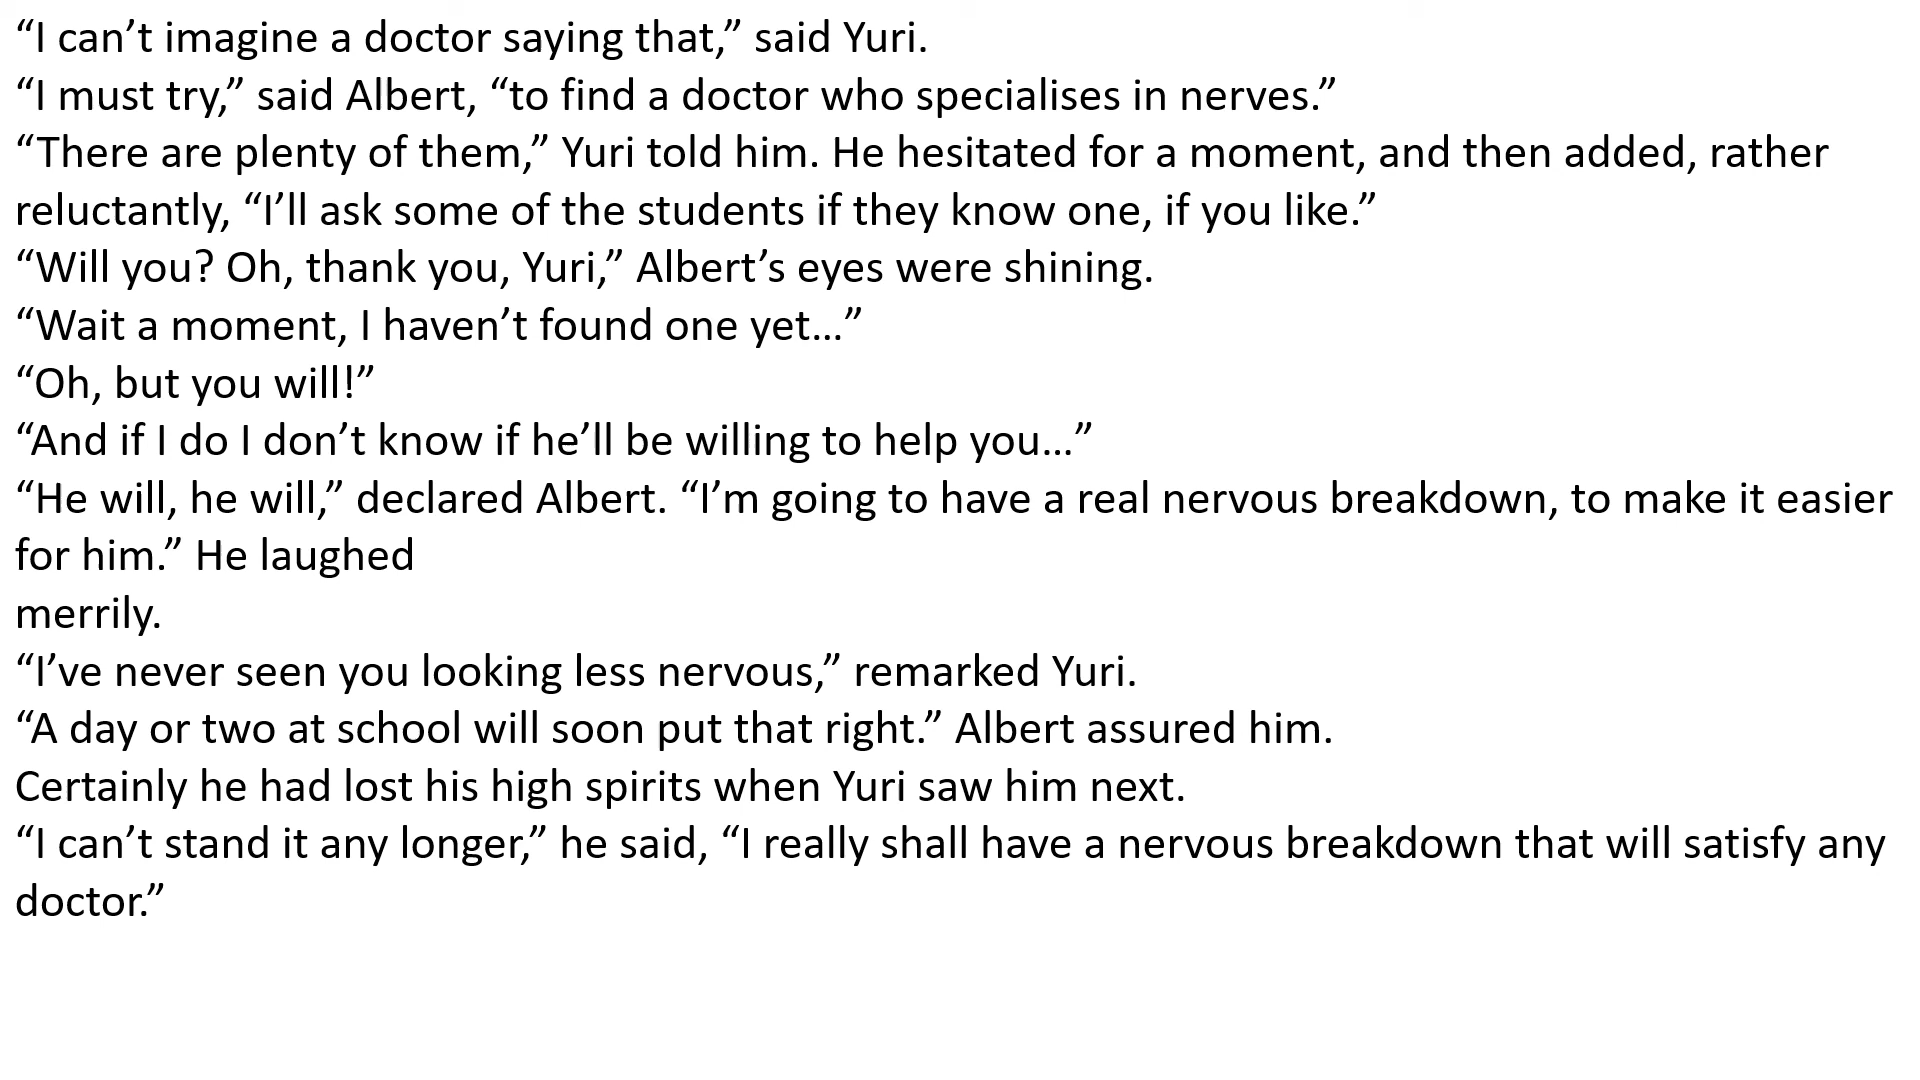 “I can’t imagine a doctor saying that,” said Yuri.
“I must try,” said Albert, “to find a doctor who specialises in nerves.”
“There are plenty of them,” Yuri told him. He hesitated for a moment, and then added, rather
reluctantly, “I’ll ask some of the students if they know one, if you like.”
“Will you? Oh, thank you, Yuri,” Albert’s eyes were shining.
“Wait a moment, I haven’t found one yet…”
“Oh, but you will!”
“And if I do I don’t know if he’ll be willing to help you…”
“He will, he will,” declared Albert. “I’m going to have a real nervous breakdown, to make it easier
for him.” He laughed
merrily.
“I’ve never seen you looking less nervous,” remarked Yuri.
“A day or two at school will soon put that right.” Albert assured him.
Certainly he had lost his high spirits when Yuri saw him next.
“I can’t stand it any longer,” he said, “I really shall have a nervous breakdown that will satisfy any
doctor.”